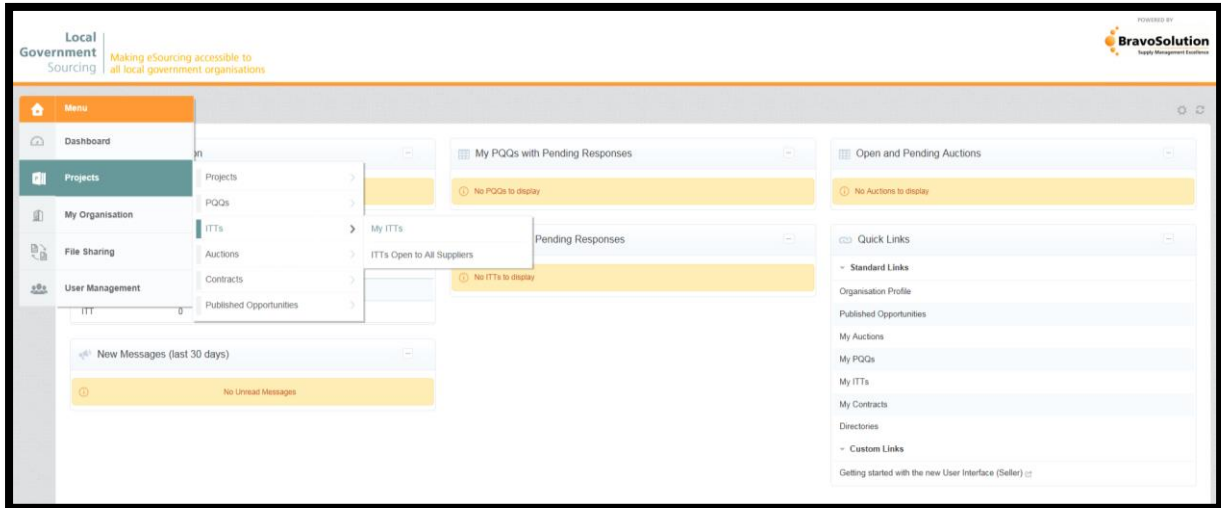 Local
Government
Sourcing
Making eSourcing accessible to
all local government organisations
POWERED BY
BravoSolution
Supply Management Excellence
Menu
Dashboard
Projects
My Organisation
File Sharing
User Management
Projects
PQQs
ITTs
Auctions
Contracts
Published Opportunities
My ITTs
ITTs Open to All Suppliers
on
ITT 0
New Messages (last 30 days)
No Unread Messages
My PQQs with Pending Responses
No PQQs to display
Pending Responses
No ITTs to display
Open and Pending Auctions
No Auctions to display
Quick Links
Standard Links
Organisation Profile
Published Opportunities
My Auctions
My PQQs
My ITTs
My Contracts
Directories
Custom Links
Getting started with the new User Interface (Seller)